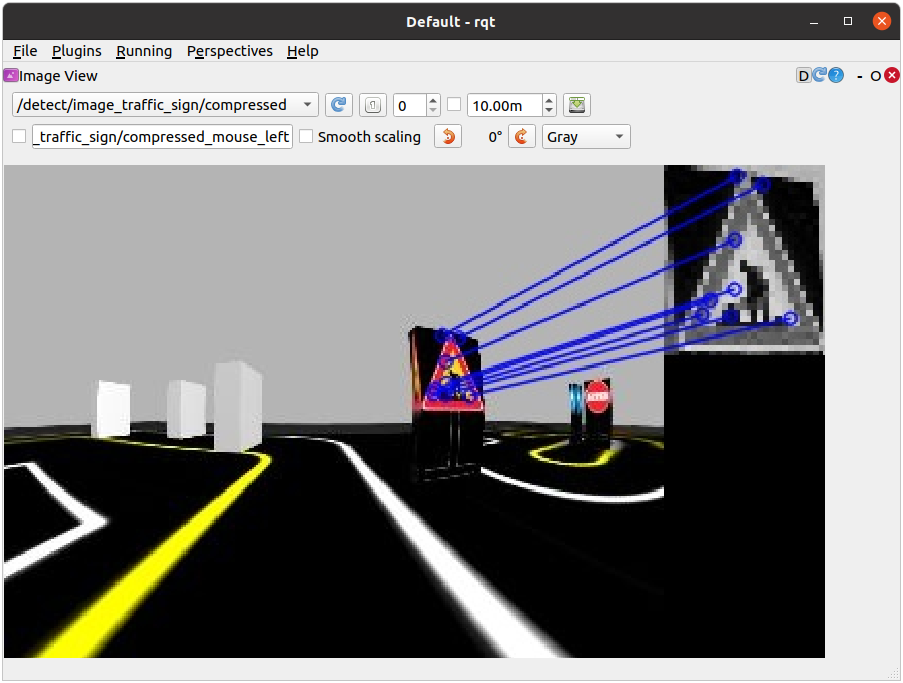 Default - rqt
File Plugins Running Perspectives Help
Image View D ? - O
/detect/image_traffic_sign/compressed 0 10.00m
_traffic_sign/compressed_mouse_left Smooth scaling 0° Gray